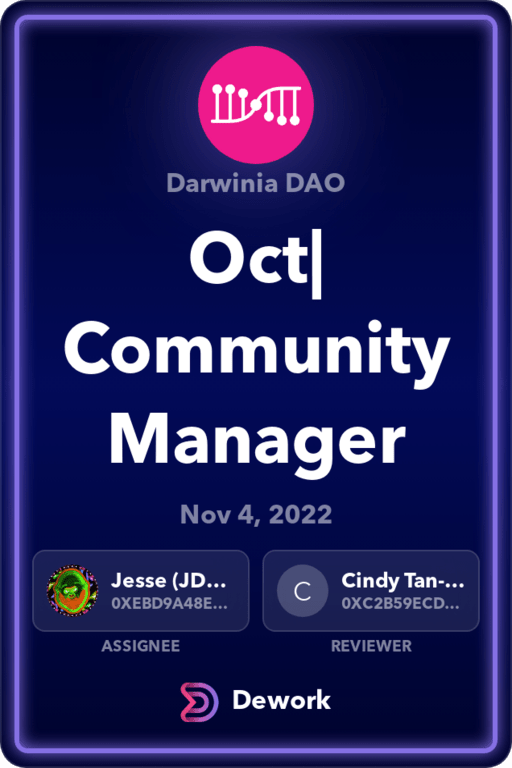 Darwinia DAO
Oct|
Community
Manager
Nov 4, 2022
Jesse (JD...
0XEBD9A48E...
C
Cindy Tan-...
0XC2B59ECD...
ASSIGNEE
REVIEWER
Dework